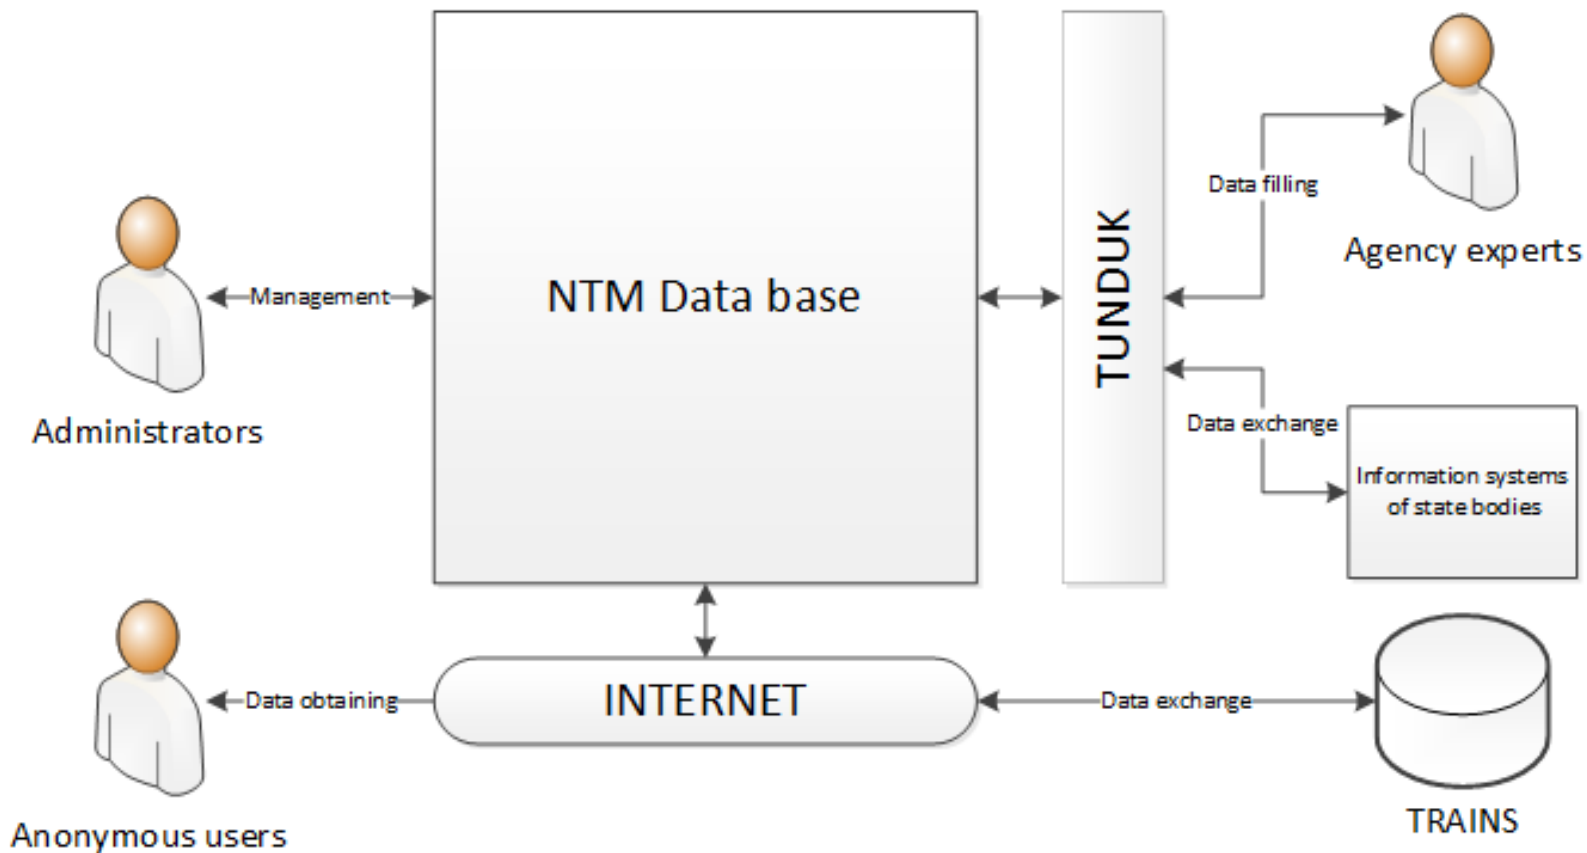 NTM Data base
TUNDUK
Data filling
Agency experts
Management
Administrators
Data exchange
Information systems
of state bodies
INTERNET
Data obtaining
Data exchange
Anonymous users
TRAINS